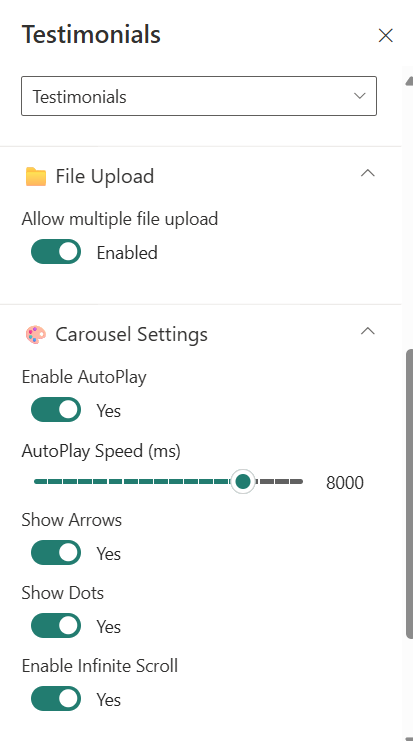 Testimonials
Testimonials
File Upload
Allow multiple file upload
Enabled
Carousel Settings
Enable AutoPlay
Yes
AutoPlay Speed (ms)
8000
Show Arrows
Yes
Show Dots
Yes
Enable Infinite Scroll
Yes